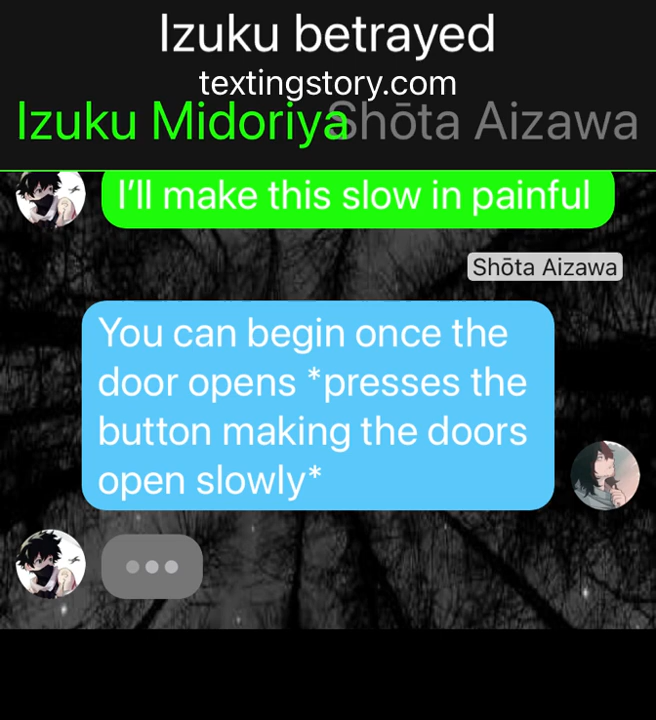 Izuku betrayed
textingstory.com
Izuku Midoriya Shōta Aizawa
I’ll make this slow in painful
Shōta Aizawa
You can begin once the
door opens *presses the
button making the doors
open slowly*